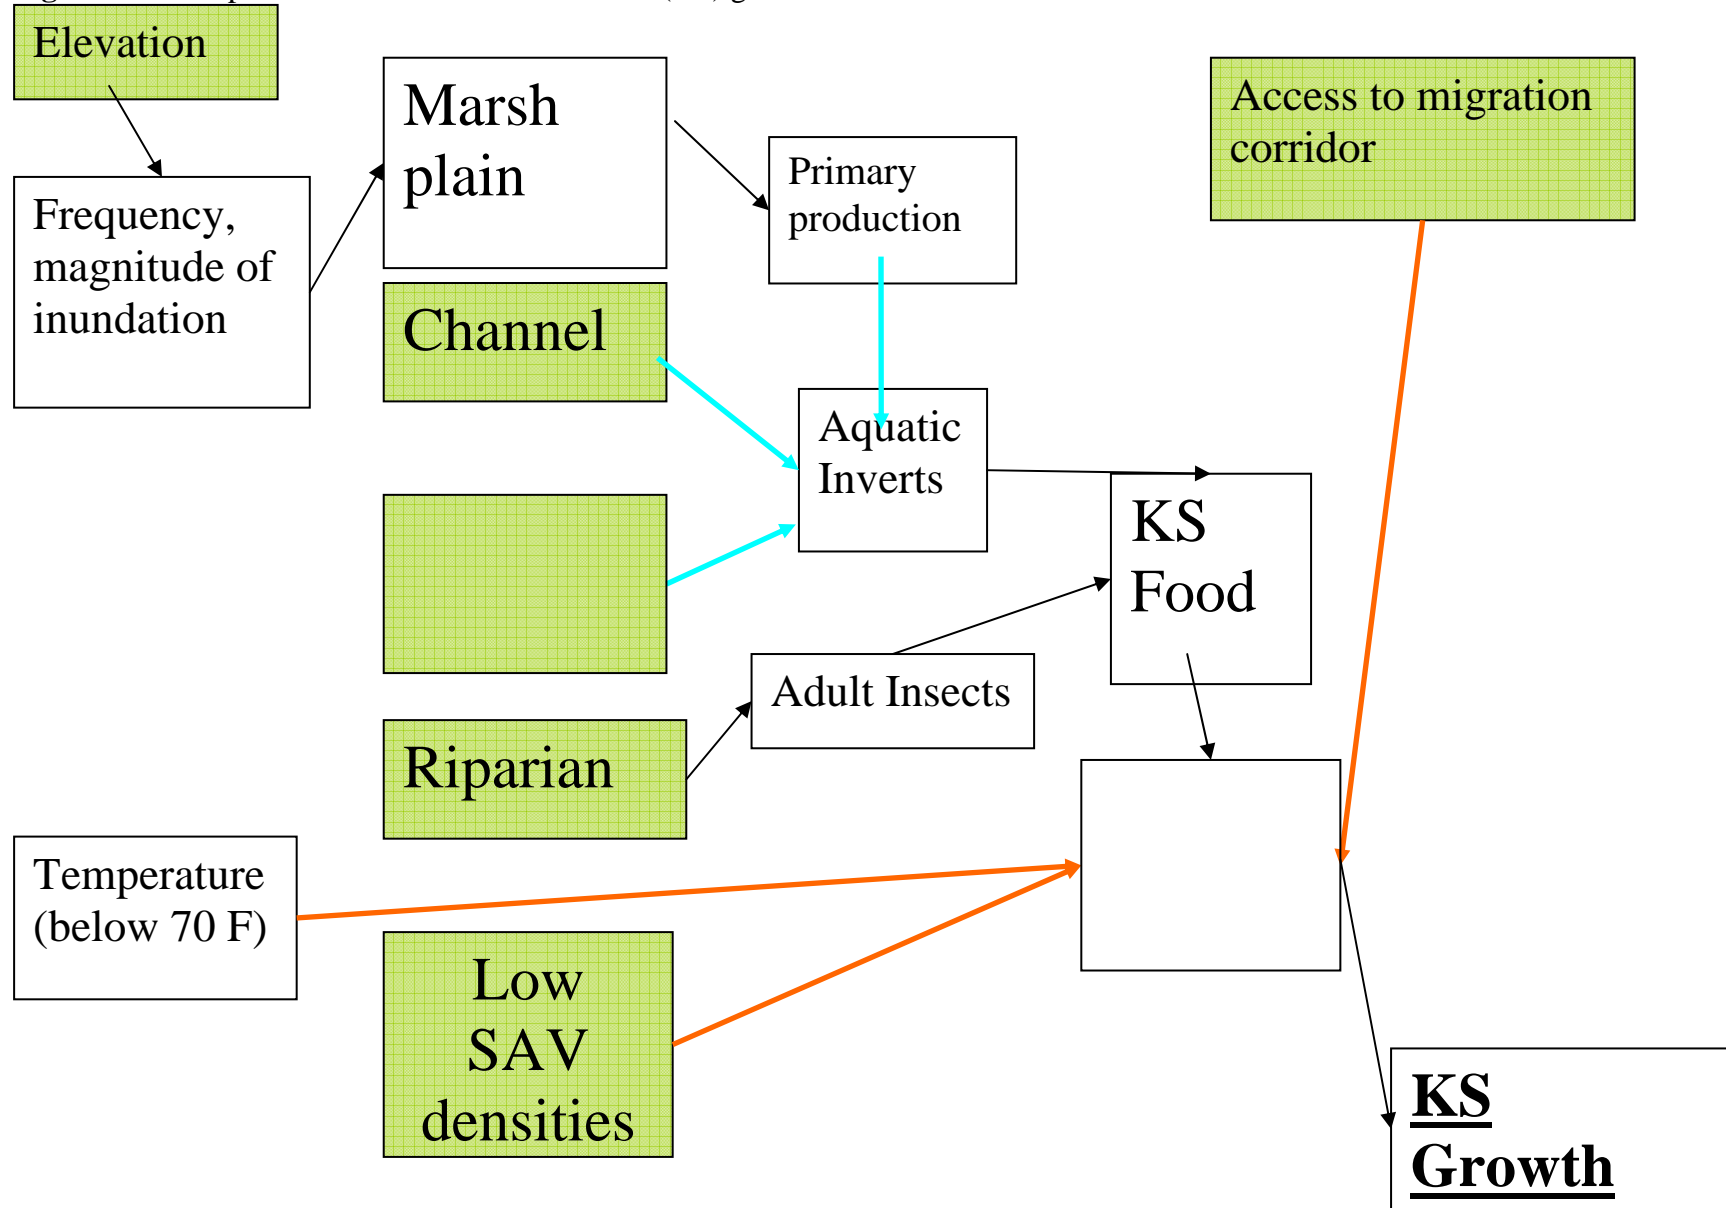 Elevation
Marsh
plain
Access to migration
corridor
Primary
production
Frequency,
magnitude of
inundation
Channel
Aquatic
Inverts
KS
Food
Adult Insects
Riparian
Temperature
(below 70 F)
Low
SAV
densities
KS
Growth